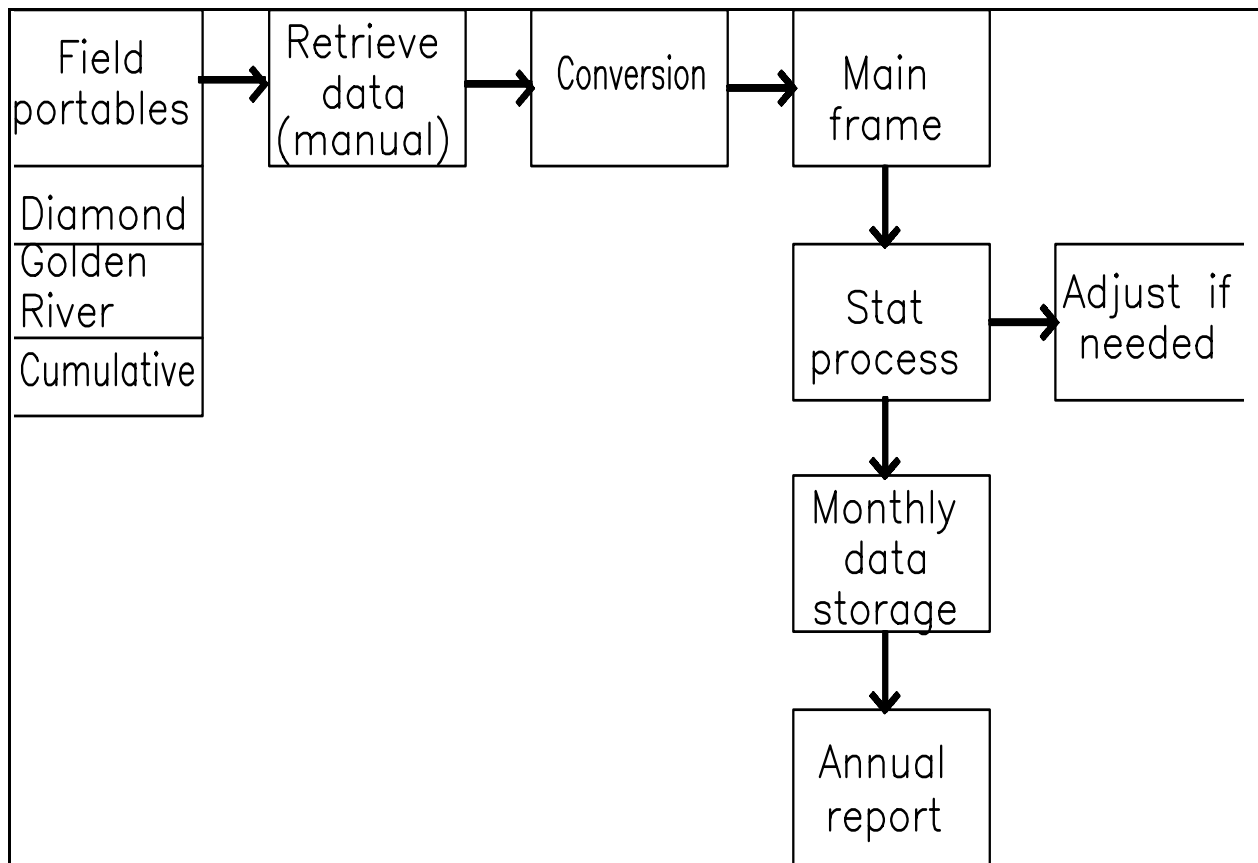 Field
portables
Diamond
Golden
River
Cumulative
Retrieve
data
(manual)
Conversion
Main
frame
Stat
process
Adjust if
needed
Monthly
data
storage
Annual
report